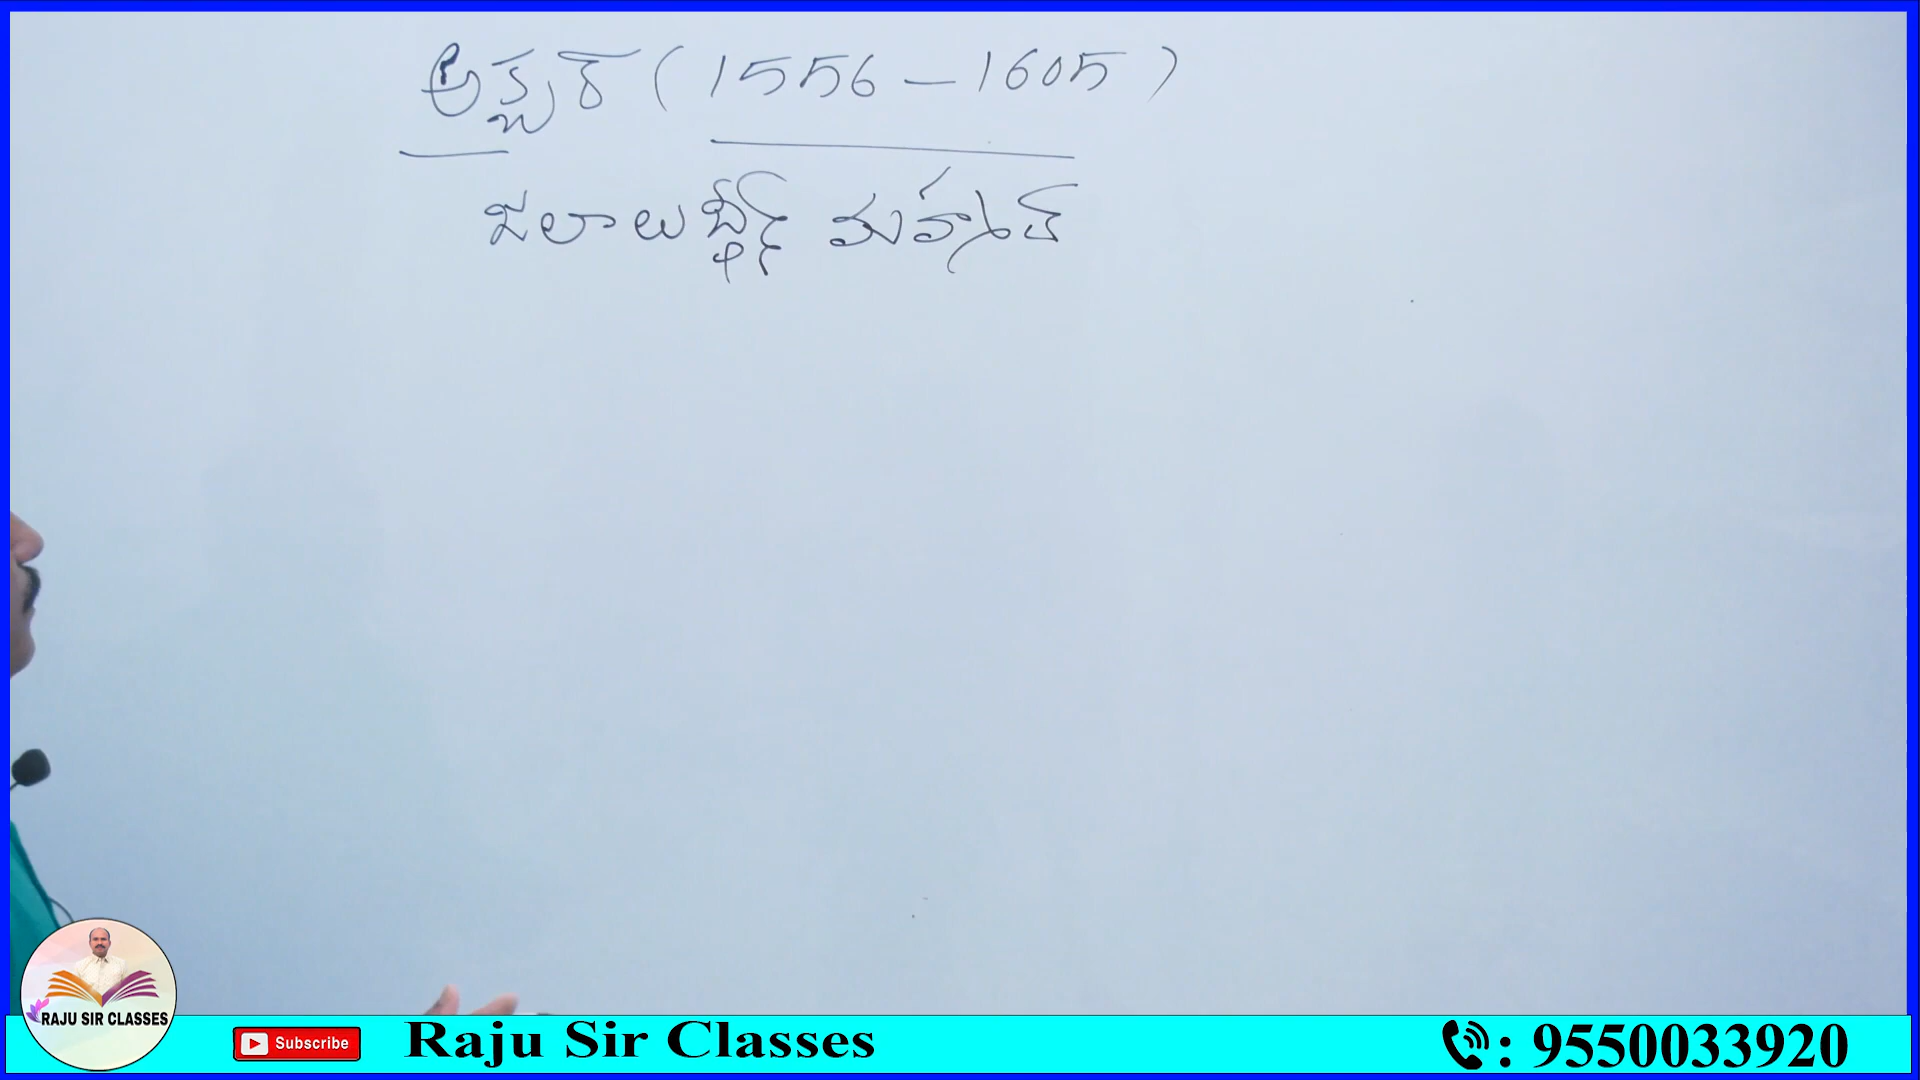 అక్బర్ (1556 – 1605)
జలాలుద్దీన్ మహ్మద్
RAJU SIR CLASSES
Subscribe
Raju Sir Classes
: 9550033920